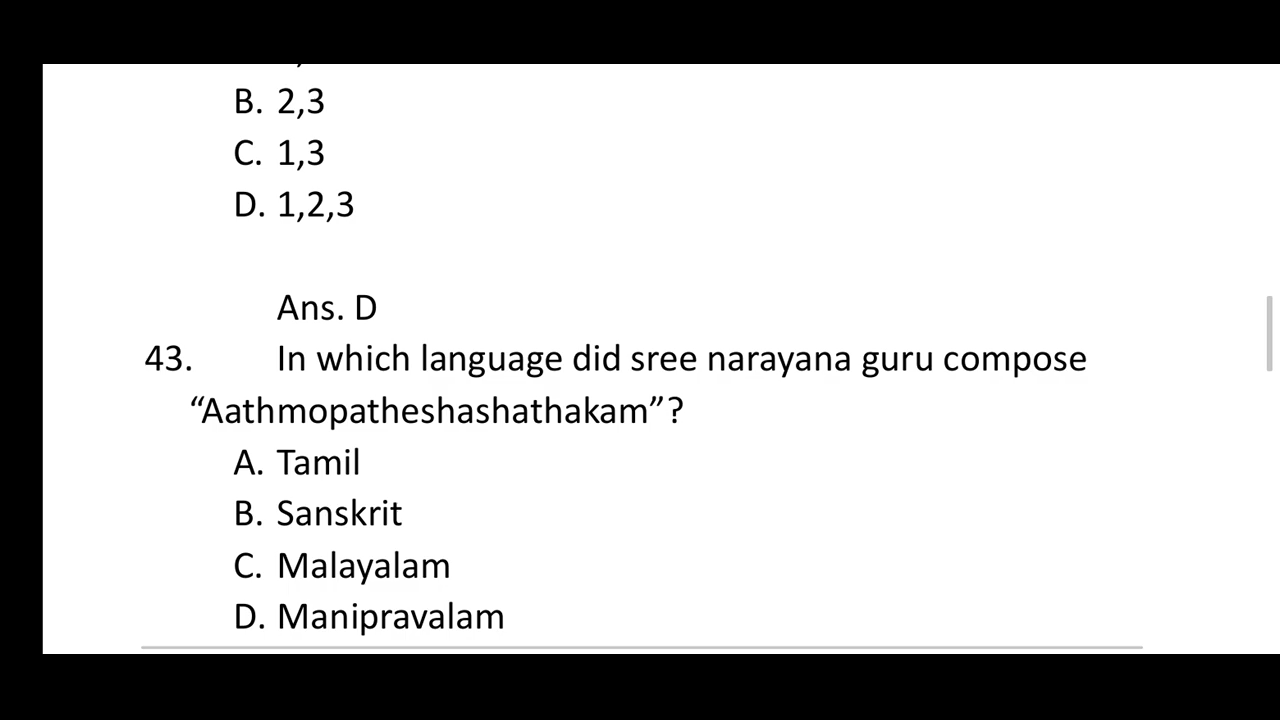 B. 2,3
C. 1,3
D. 1,2,3
Ans. D
43. In which language did sree narayana guru compose
“Aathmopatheshashathakam”?
A. Tamil
B. Sanskrit
C. Malayalam
D. Manipravalam